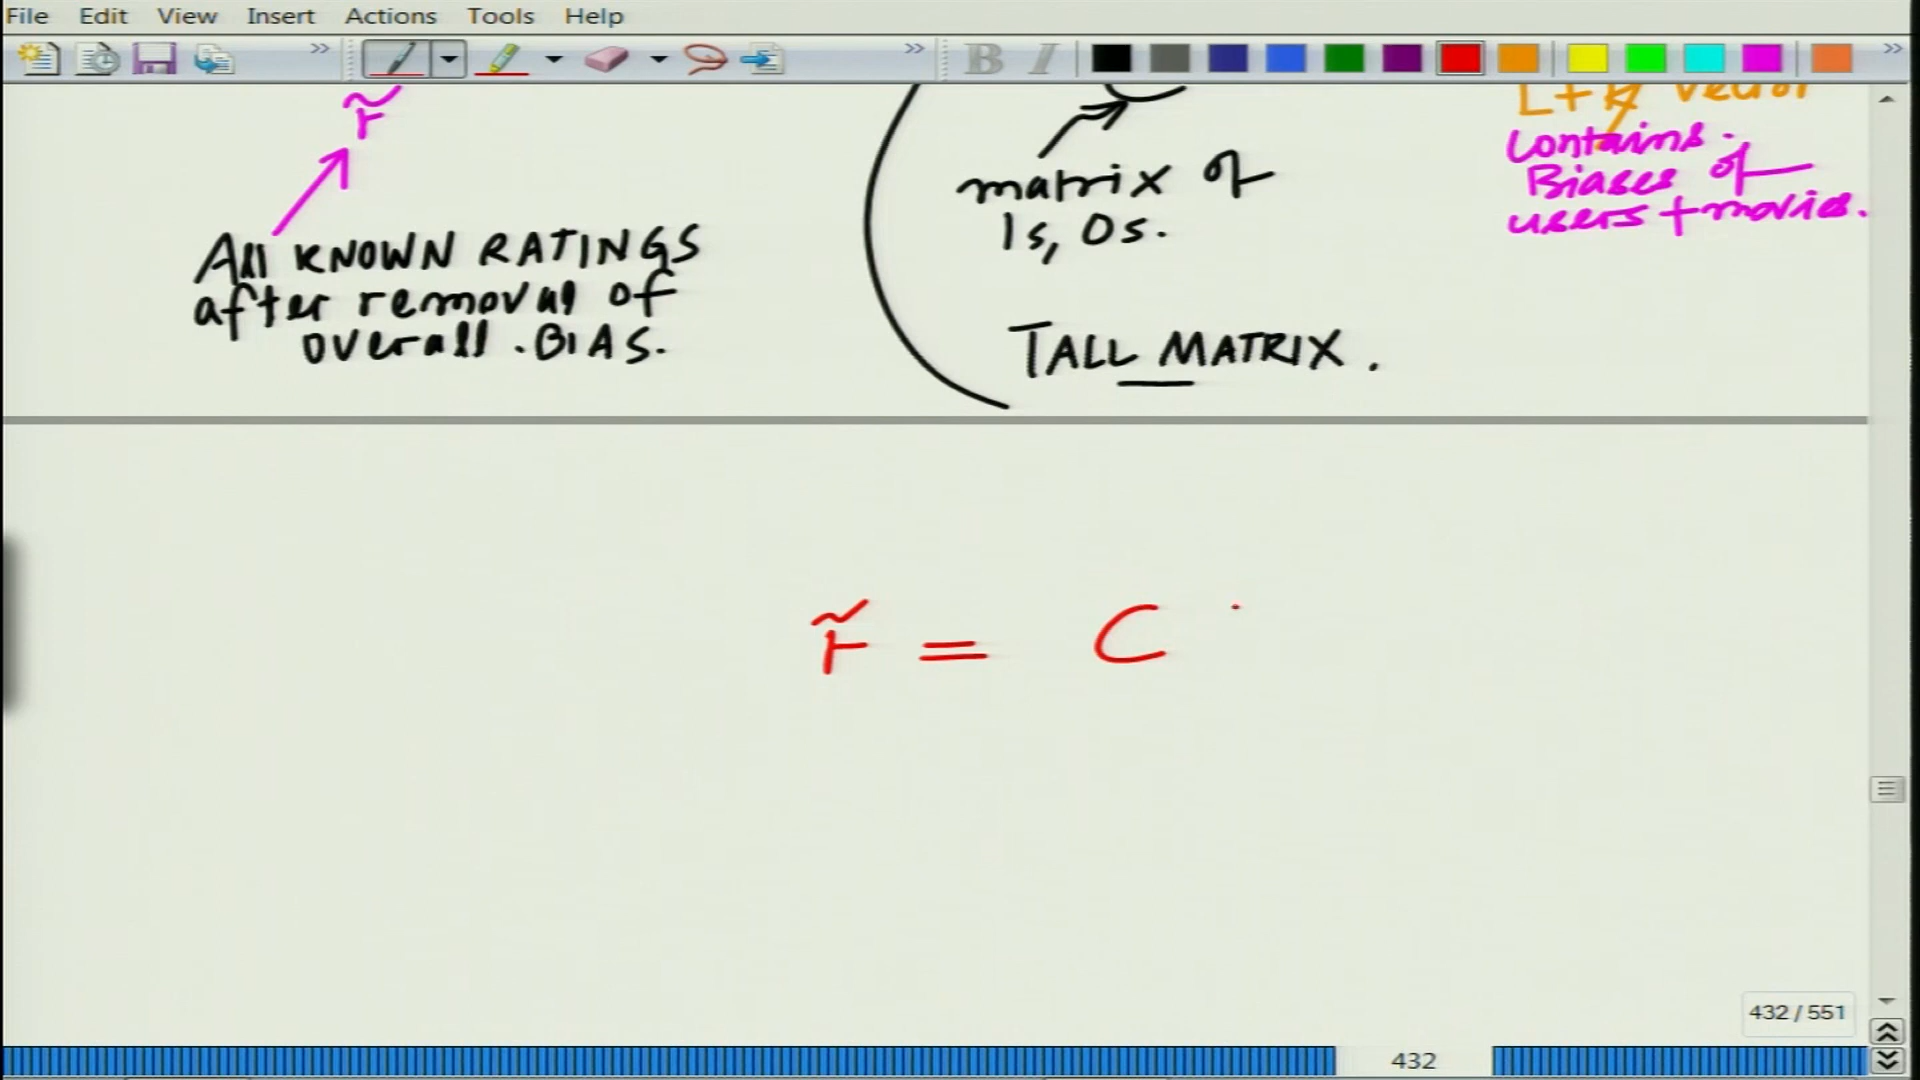 File Edit View Insert Actions Tools Help
B I
r̃
All KNOWN RATINGS
after removal of
overall . BIAS.
matrix of
1s, 0s.
TALL MATRIX .
vector
Contains.
Biases of
users + movies.
r̃ = C
432 / 551
432